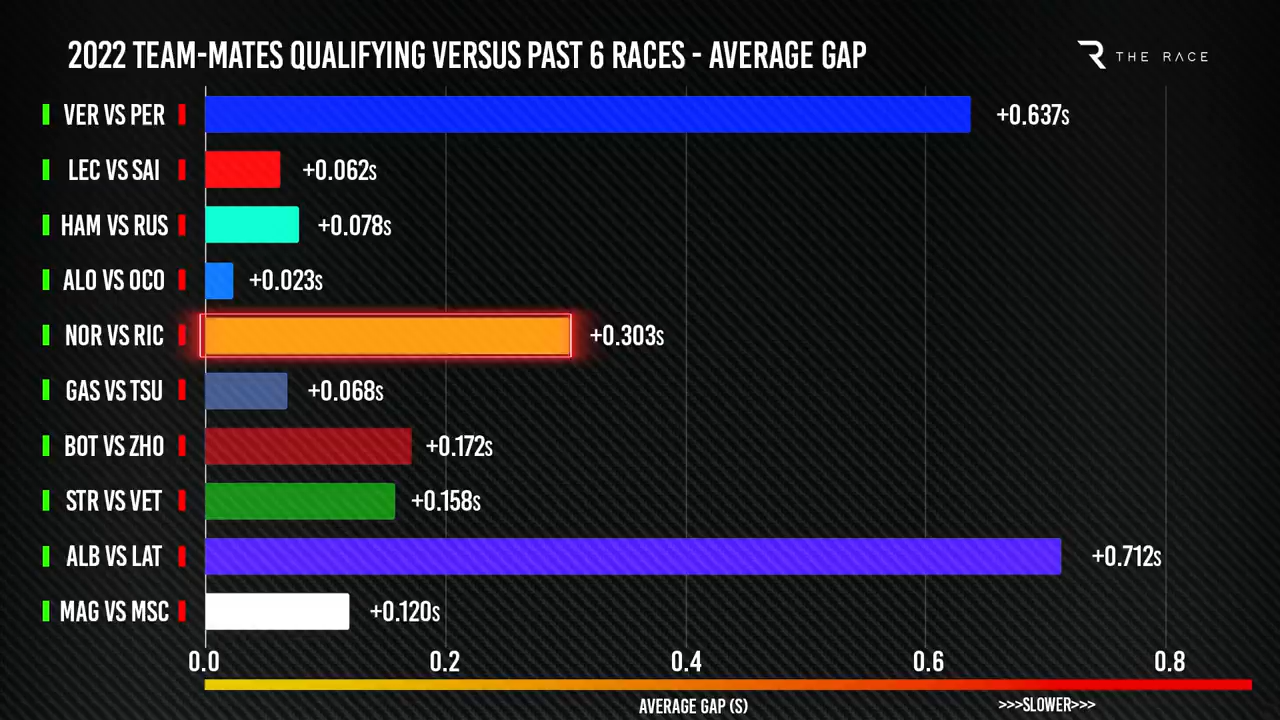 2022 TEAM-MATES QUALIFYING VERSUS PAST 6 RACES - AVERAGE GAP
THE RACE
VER VS PER +0.637s
LEC VS SAI +0.062s
HAM VS RUS +0.078s
ALO VS OCO +0.023s
NOR VS RIC +0.303s
GAS VS TSU +0.068s
BOT VS ZHO +0.172s
STR VS VET +0.158s
ALB VS LAT +0.712s
MAG VS MSC +0.120s
0.0 0.2 0.4 0.6 0.8
AVERAGE GAP (S) >>>SLOWER>>>